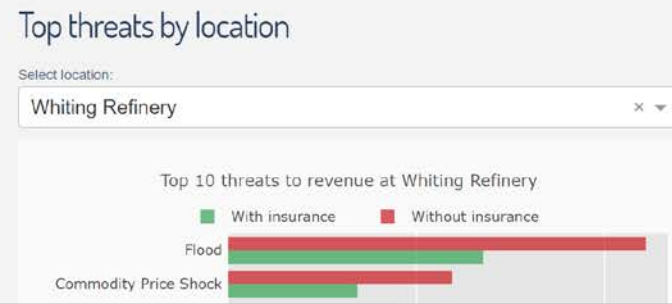 Top threats by location
Select location:
Whiting Refinery
Top 10 threats to revenue at Whiting Refinery
With insurance Without insurance
Flood
Commodity Price Shock